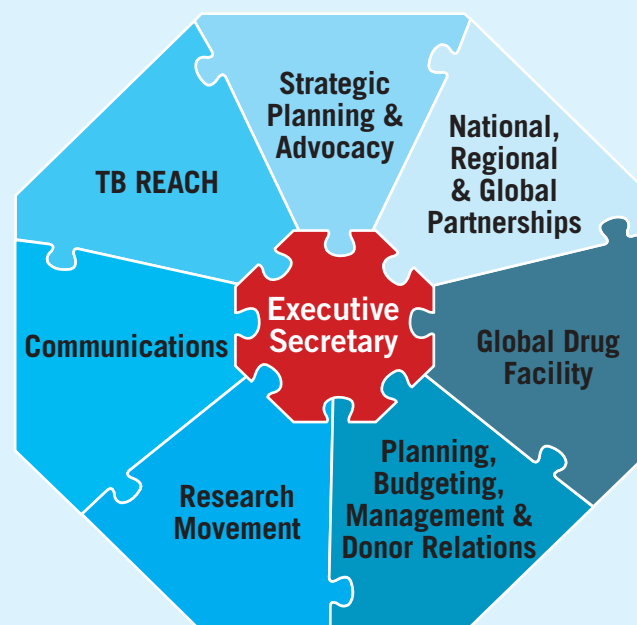 Strategic
Planning &
Advocacy
National,
Regional
& Global
Partnerships
TB REACH
Executive
Secretary
Communications
Global Drug
Facility
Planning,
Budgeting,
Management &
Donor Relations
Research
Movement